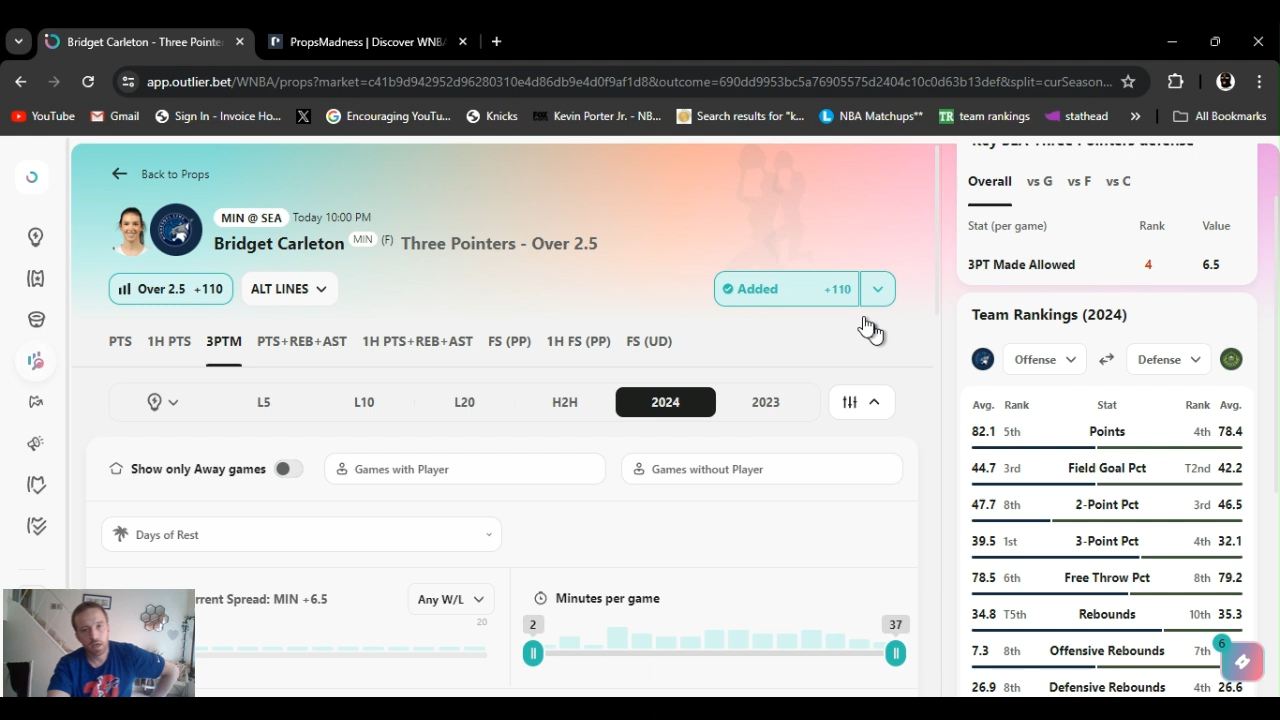 Bridget Carleton - Three Pointe
PropsMadness | Discover WNB
app.outlier.bet/WNBA/props?market=c41b9d942952d96280310e4d86db9e4d0f9af1d8&outcome=690dd9953bc5a76905575d2404c10c0d63b13def&split=curSeason...
YouTube
Gmail
Sign In - Invoice Ho...
Encouraging YouTu...
Knicks
Kevin Porter Jr. - NB...
Search results for "k...
NBA Matchups**
TR team rankings
stathead
»
All Bookmarks
Back to Props
MIN @ SEA Today 10:00 PM
Bridget Carleton MIN (F) Three Pointers - Over 2.5
Over 2.5 +110
ALT LINES
Added +110
PTS 1H PTS 3PTM PTS+REB+AST 1H PTS+REB+AST FS (PP) 1H FS (PP) FS (UD)
L5 L10 L20 H2H 2024 2023
Show only Away games
Games with Player
Games without Player
Days of Rest
rrent Spread: MIN +6.5
Any W/L
20
Minutes per game
2 37
Overall vs G vs F vs C
Stat (per game) Rank Value
3PT Made Allowed 4 6.5
Team Rankings (2024)
Offense Defense
Avg. Rank Stat Rank Avg.
82.1 5th Points 4th 78.4
44.7 3rd Field Goal Pct T2nd 42.2
47.7 8th 2-Point Pct 3rd 46.5
39.5 1st 3-Point Pct 4th 32.1
78.5 6th Free Throw Pct 8th 79.2
34.8 T5th Rebounds 10th 35.3
7.3 8th Offensive Rebounds 7th
6
26.9 8th Defensive Rebounds 4th 26.6